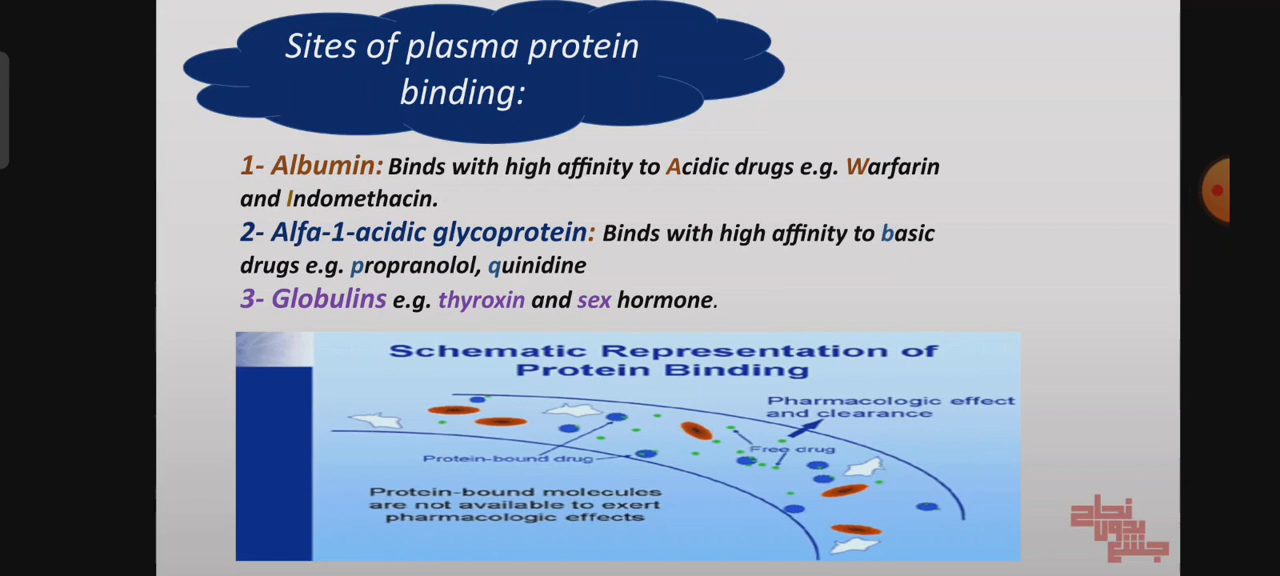 Sites of plasma protein
binding:
1- Albumin: Binds with high affinity to Acidic drugs e.g. Warfarin
and Indomethacin.
2- Alfa-1-acidic glycoprotein: Binds with high affinity to basic
drugs e.g. propranolol, quinidine
3- Globulins e.g. thyroxin and sex hormone.
Schematic Representation of
Protein Binding
Pharmacologic effect
and clearance
Free drug
Protein-bound drug
Protein-bound molecules
are not available to exert
pharmacologic effects
نجاح
بدون
جشع